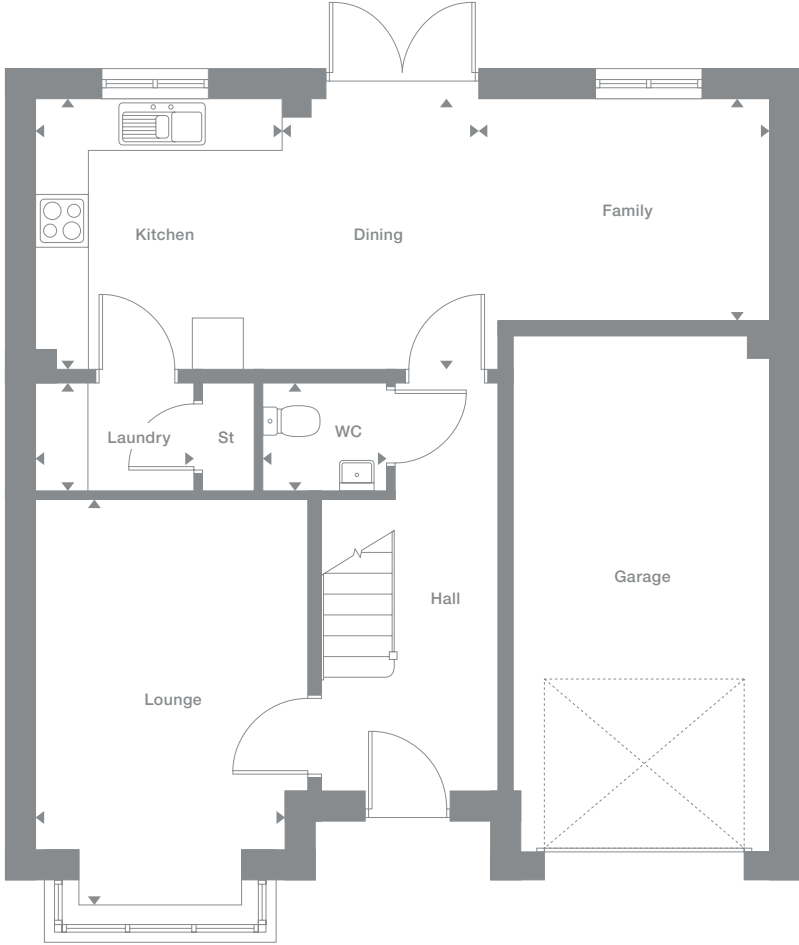 Family
Kitchen
Dining
Laundry
St
WC
Garage
Hall
Lounge